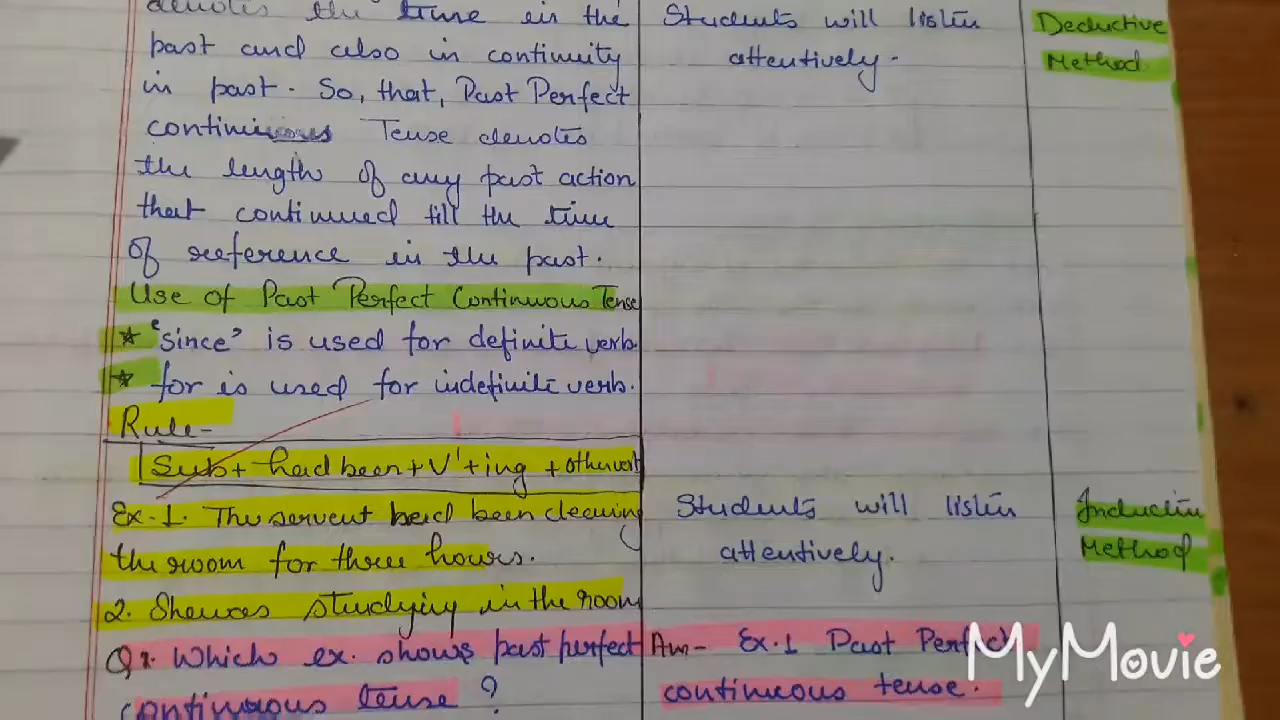 denotes the time in the
past and also in continuity
in past. So, that, Past Perfect
continuous Tense denotes
the length of any past action
that continued till the time
of reference in the past.
Use of Past Perfect Continuous Tense
* 'since' is used for definite verb.
* for is used for indefinite verb.
Rule-
Sub+ had been+V'+ing +other
Ex.1. The servent had been cleaning
the room for three hours.
2. She was studying in the room
Q1. Which ex. shows past perfect
continuous tense ?
Students will listen
attentively.
Students will listen
attentively.
Ans- Ex.1 Past Perfect
continuous tense.
Deductive
Method
Inductive
Method
MyMovie